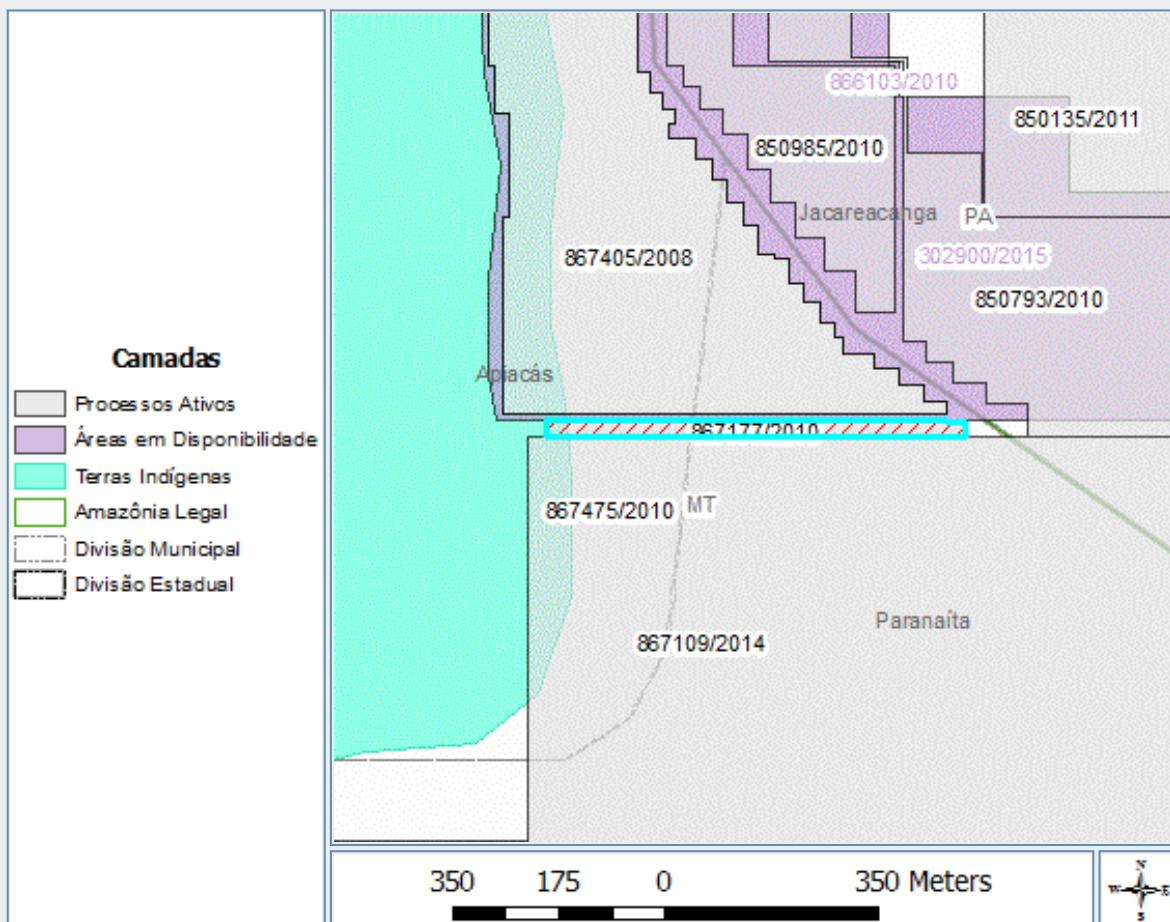 Camadas
Processos Ativos
Áreas em Disponibilidade
Terras Indígenas
Amazônia Legal
Divisão Municipal
Divisão Estadual
866103/2010
850135/2011
850985/2010
Jacareacanga
PA
867405/2008
302900/2015
850793/2010
Apiacás
867177/2010
867475/2010
MT
Paranaíta
867109/2014
350 175 0 350 Meters
N
W E
S